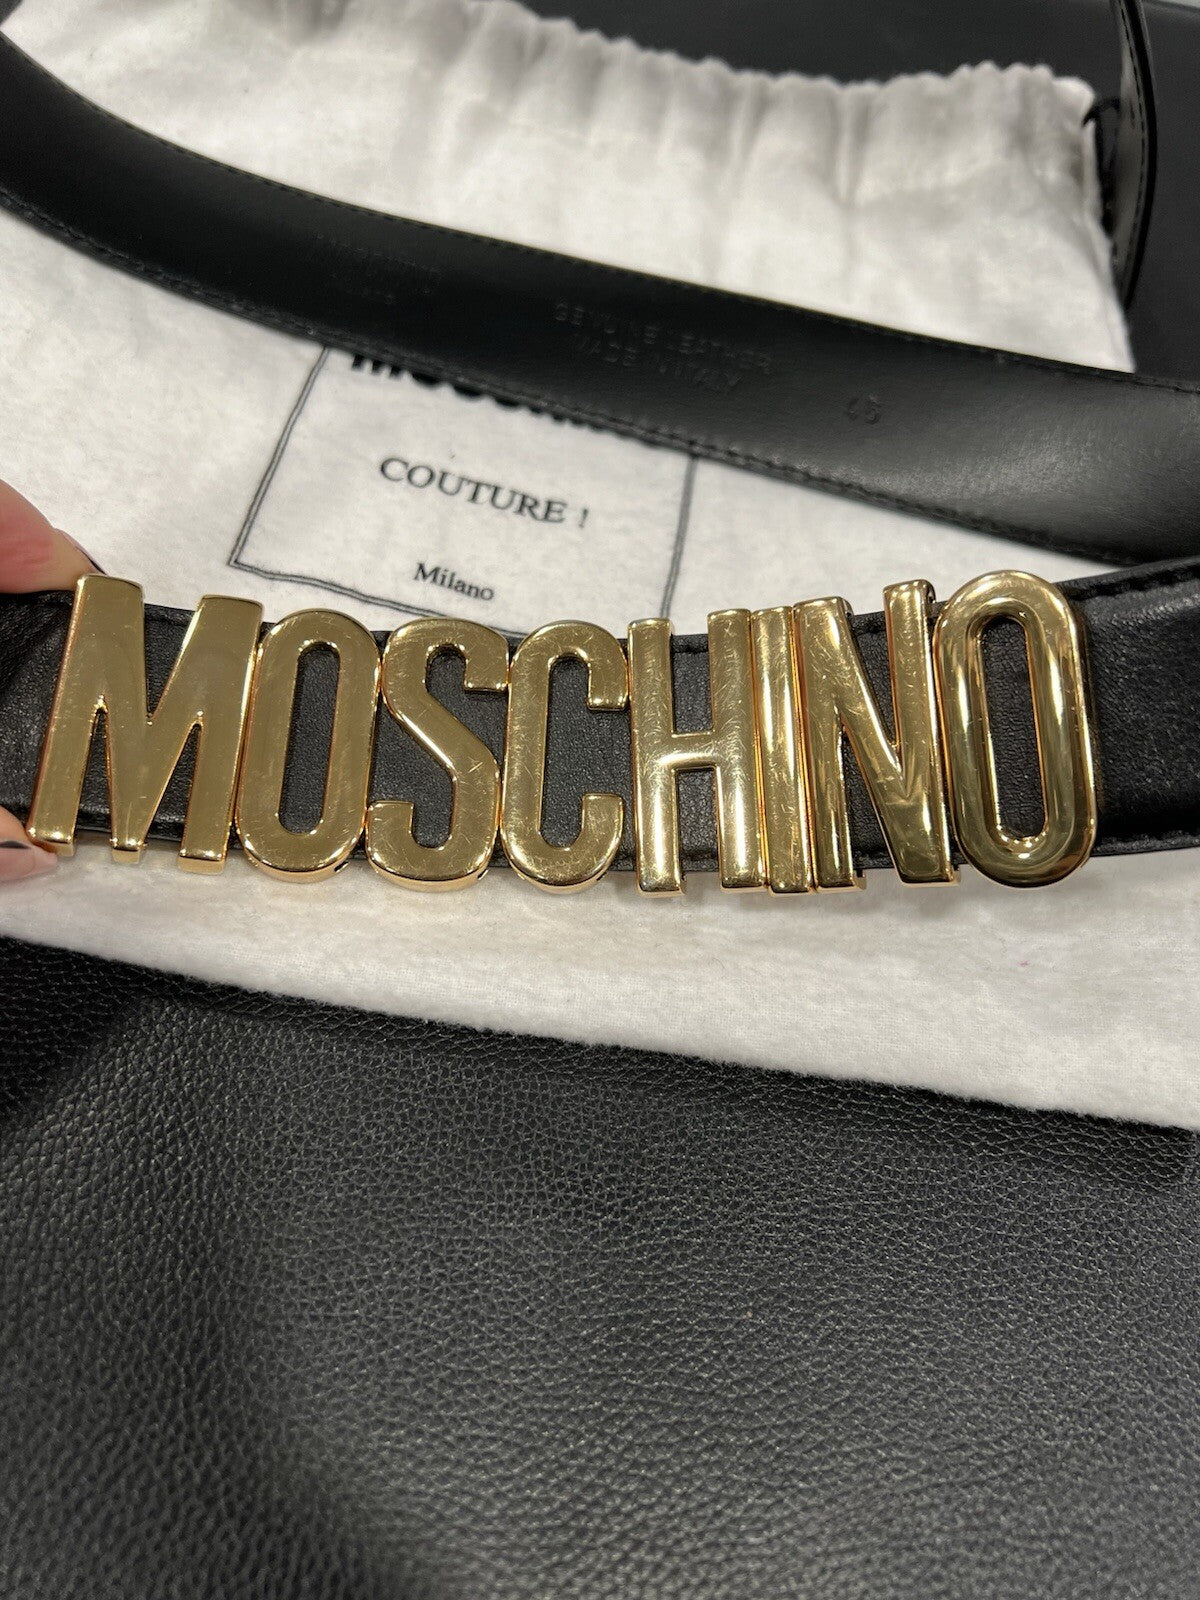 GENUINE LEATHER
MADE IN ITALY
COUTURE !
Milano
MOSCHINO